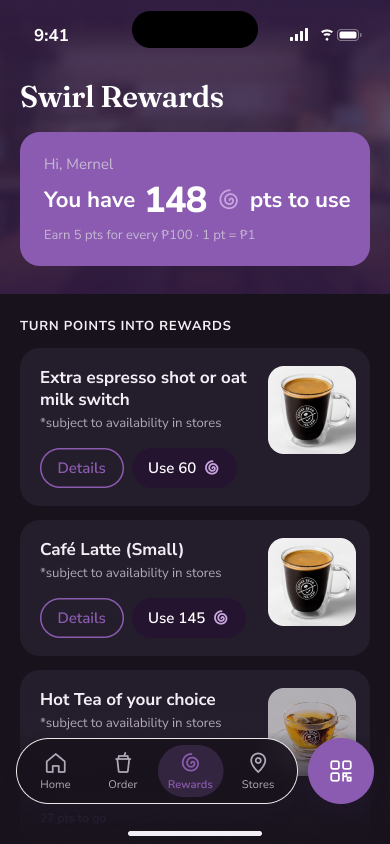 9:41
Swirl Rewards
Hi, Mernel
You have 148 pts to use
Earn 5 pts for every ₱100 · 1 pt = ₱1
TURN POINTS INTO REWARDS
Extra espresso shot or oat
milk switch
*subject to availability in stores
Details Use 60
Café Latte (Small)
*subject to availability in stores
Details Use 145
Hot Tea of your choice
*subject to availability in stores
Home Order Rewards Stores
27 pts to go